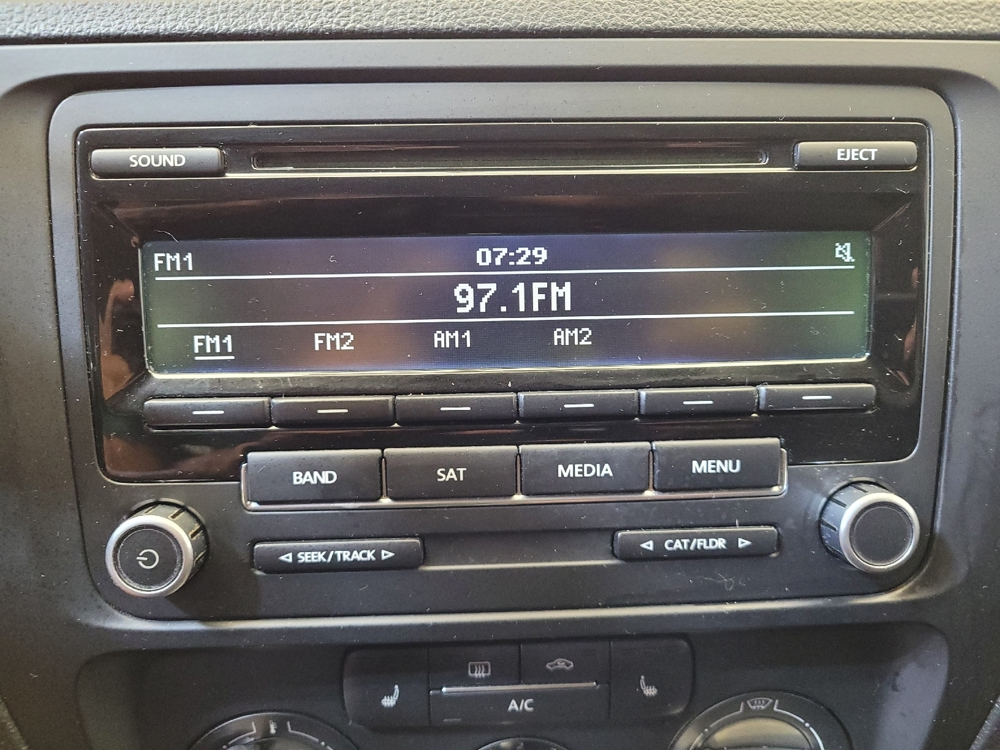 SOUND
EJECT
FM1 07:29
97.1FM
FM1 FM2 AM1 AM2
BAND SAT MEDIA MENU
SEEK/TRACK CAT/FLDR
A/C